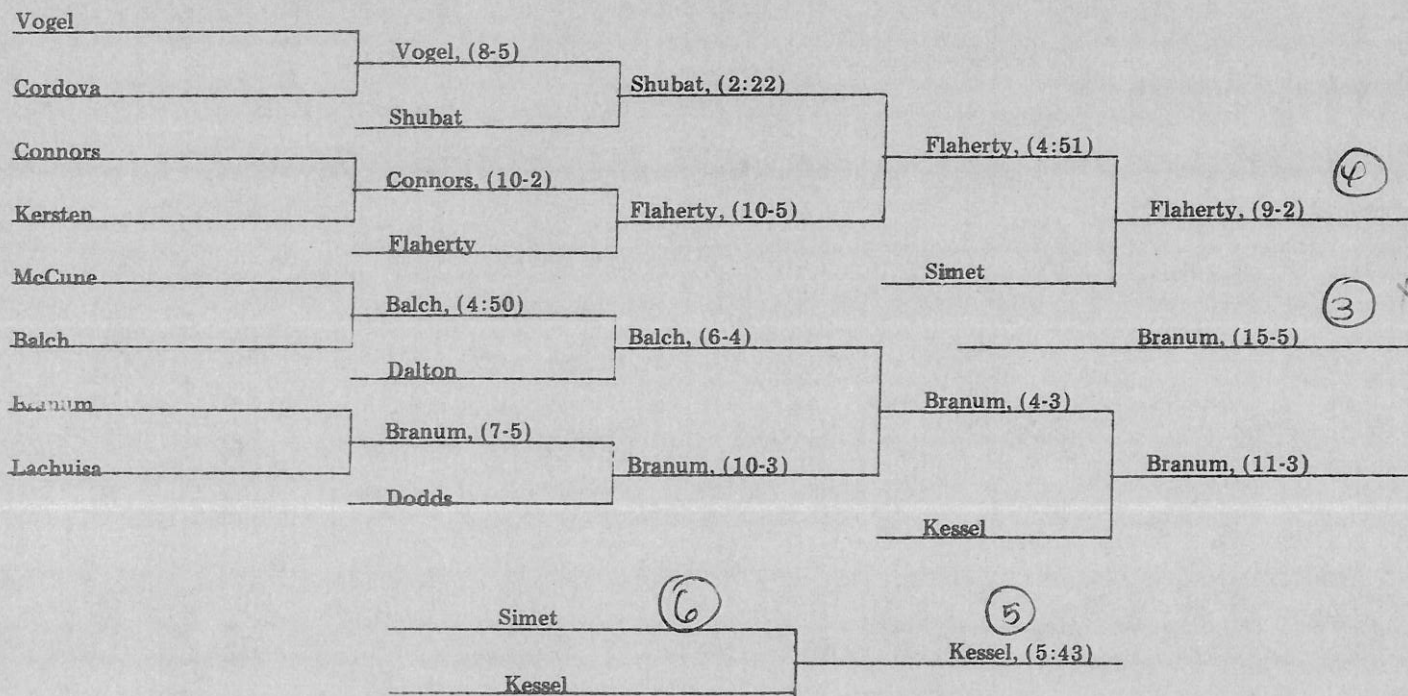 Vogel
Vogel, (8-5)
Cordova
Shubat, (2:22)
Shubat
Connors
Flaherty, (4:51)
Connors, (10-2)
4
Kersten
Flaherty, (10-5)
Flaherty, (9-2)
Flaherty
McCune
Simet
Balch, (4:50)
3
Balch
Balch, (6-4)
Branum, (15-5)
Dalton
Branum
Branum, (4-3)
Branum, (7-5)
Lachuisa
Branum, (10-3)
Branum, (11-3)
Dodds
Kessel
6
5
Simet
Kessel, (5:43)
Kessel